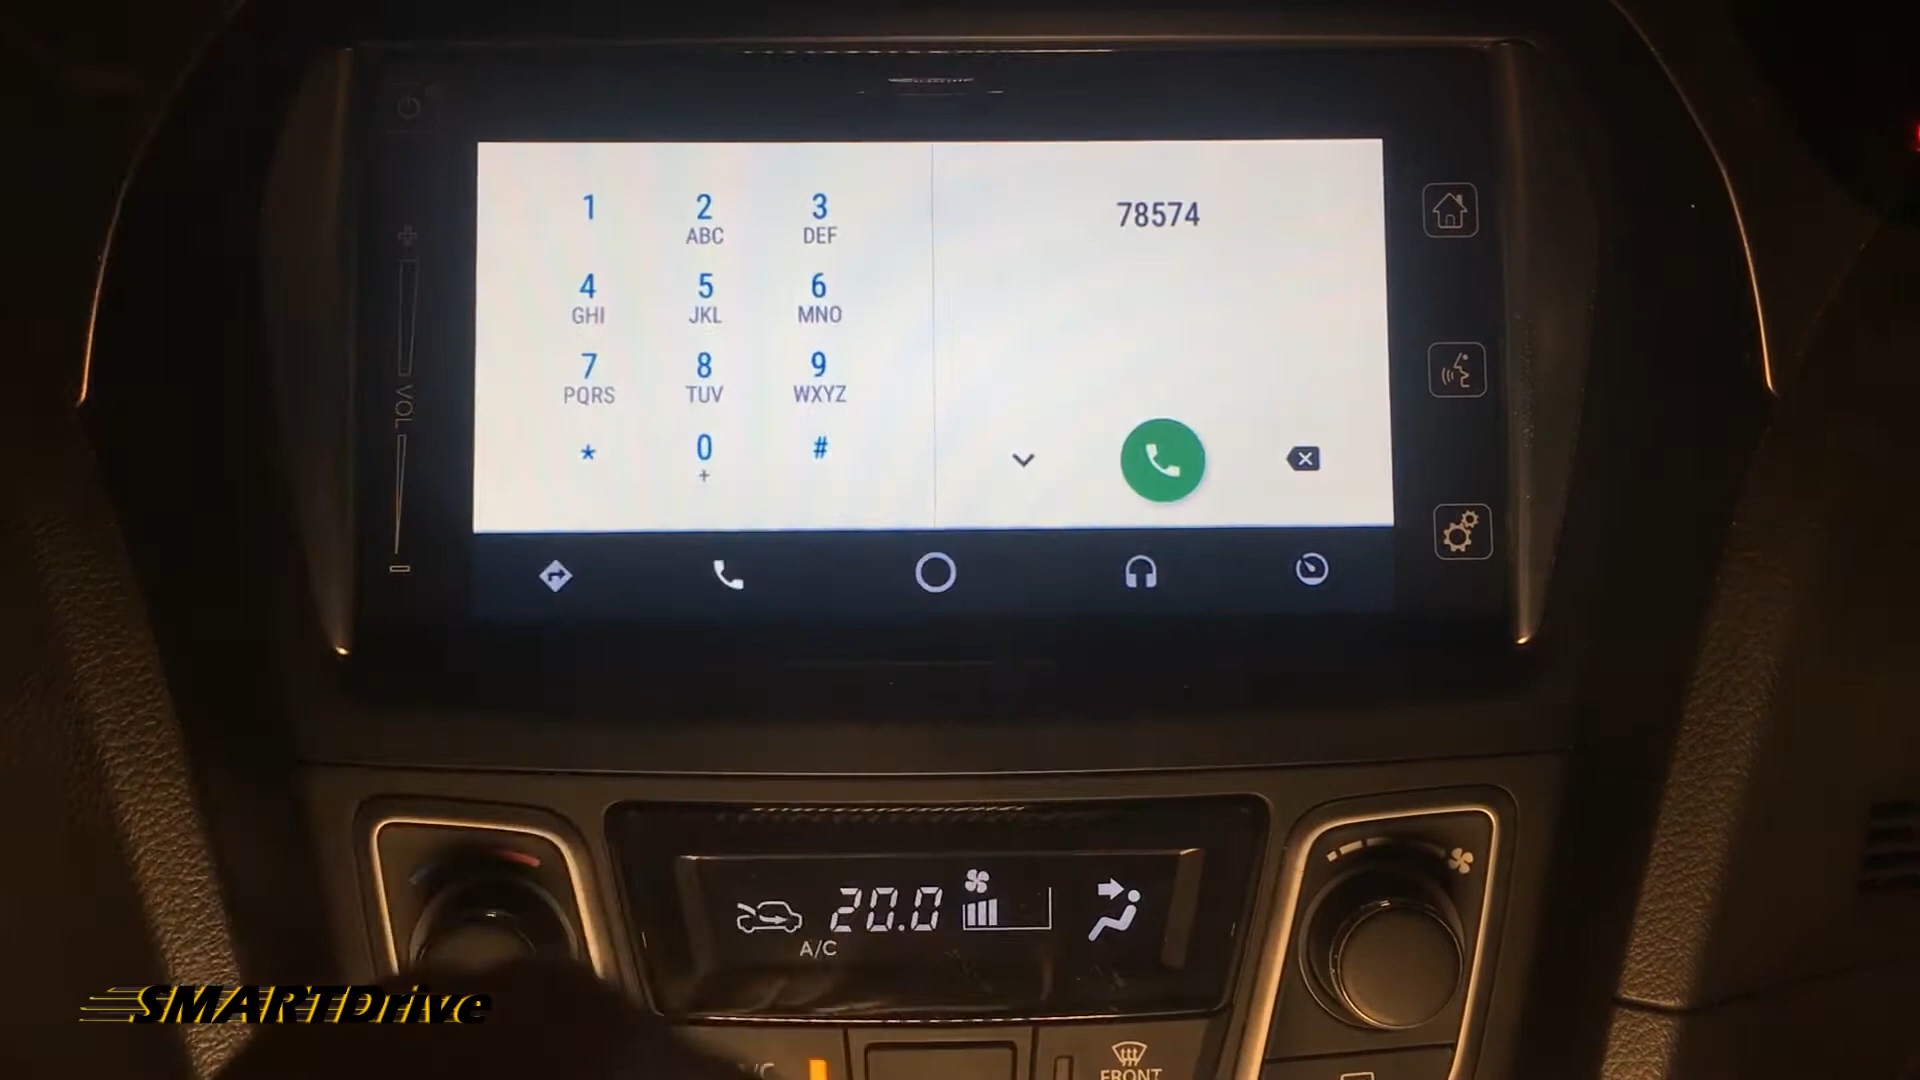 1 2 3
ABC DEF
4 5 6
GHI JKL MNO
7 8 9
PQRS TUV WXYZ
* 0 #
+
78574
VOL
20.0
A/C
SMARTDrive
FRONT